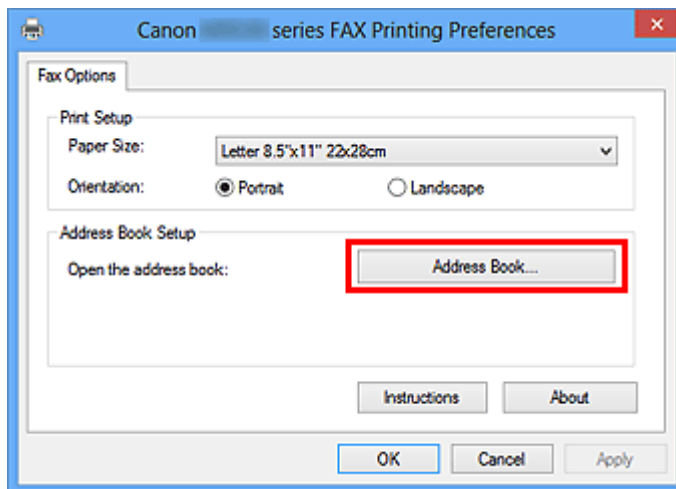 Canon series FAX Printing Preferences
Fax Options
Print Setup
Paper Size: Letter 8.5"x11" 22x28cm
Orientation: Portrait Landscape
Address Book Setup
Open the address book: Address Book...
Instructions About
OK Cancel Apply